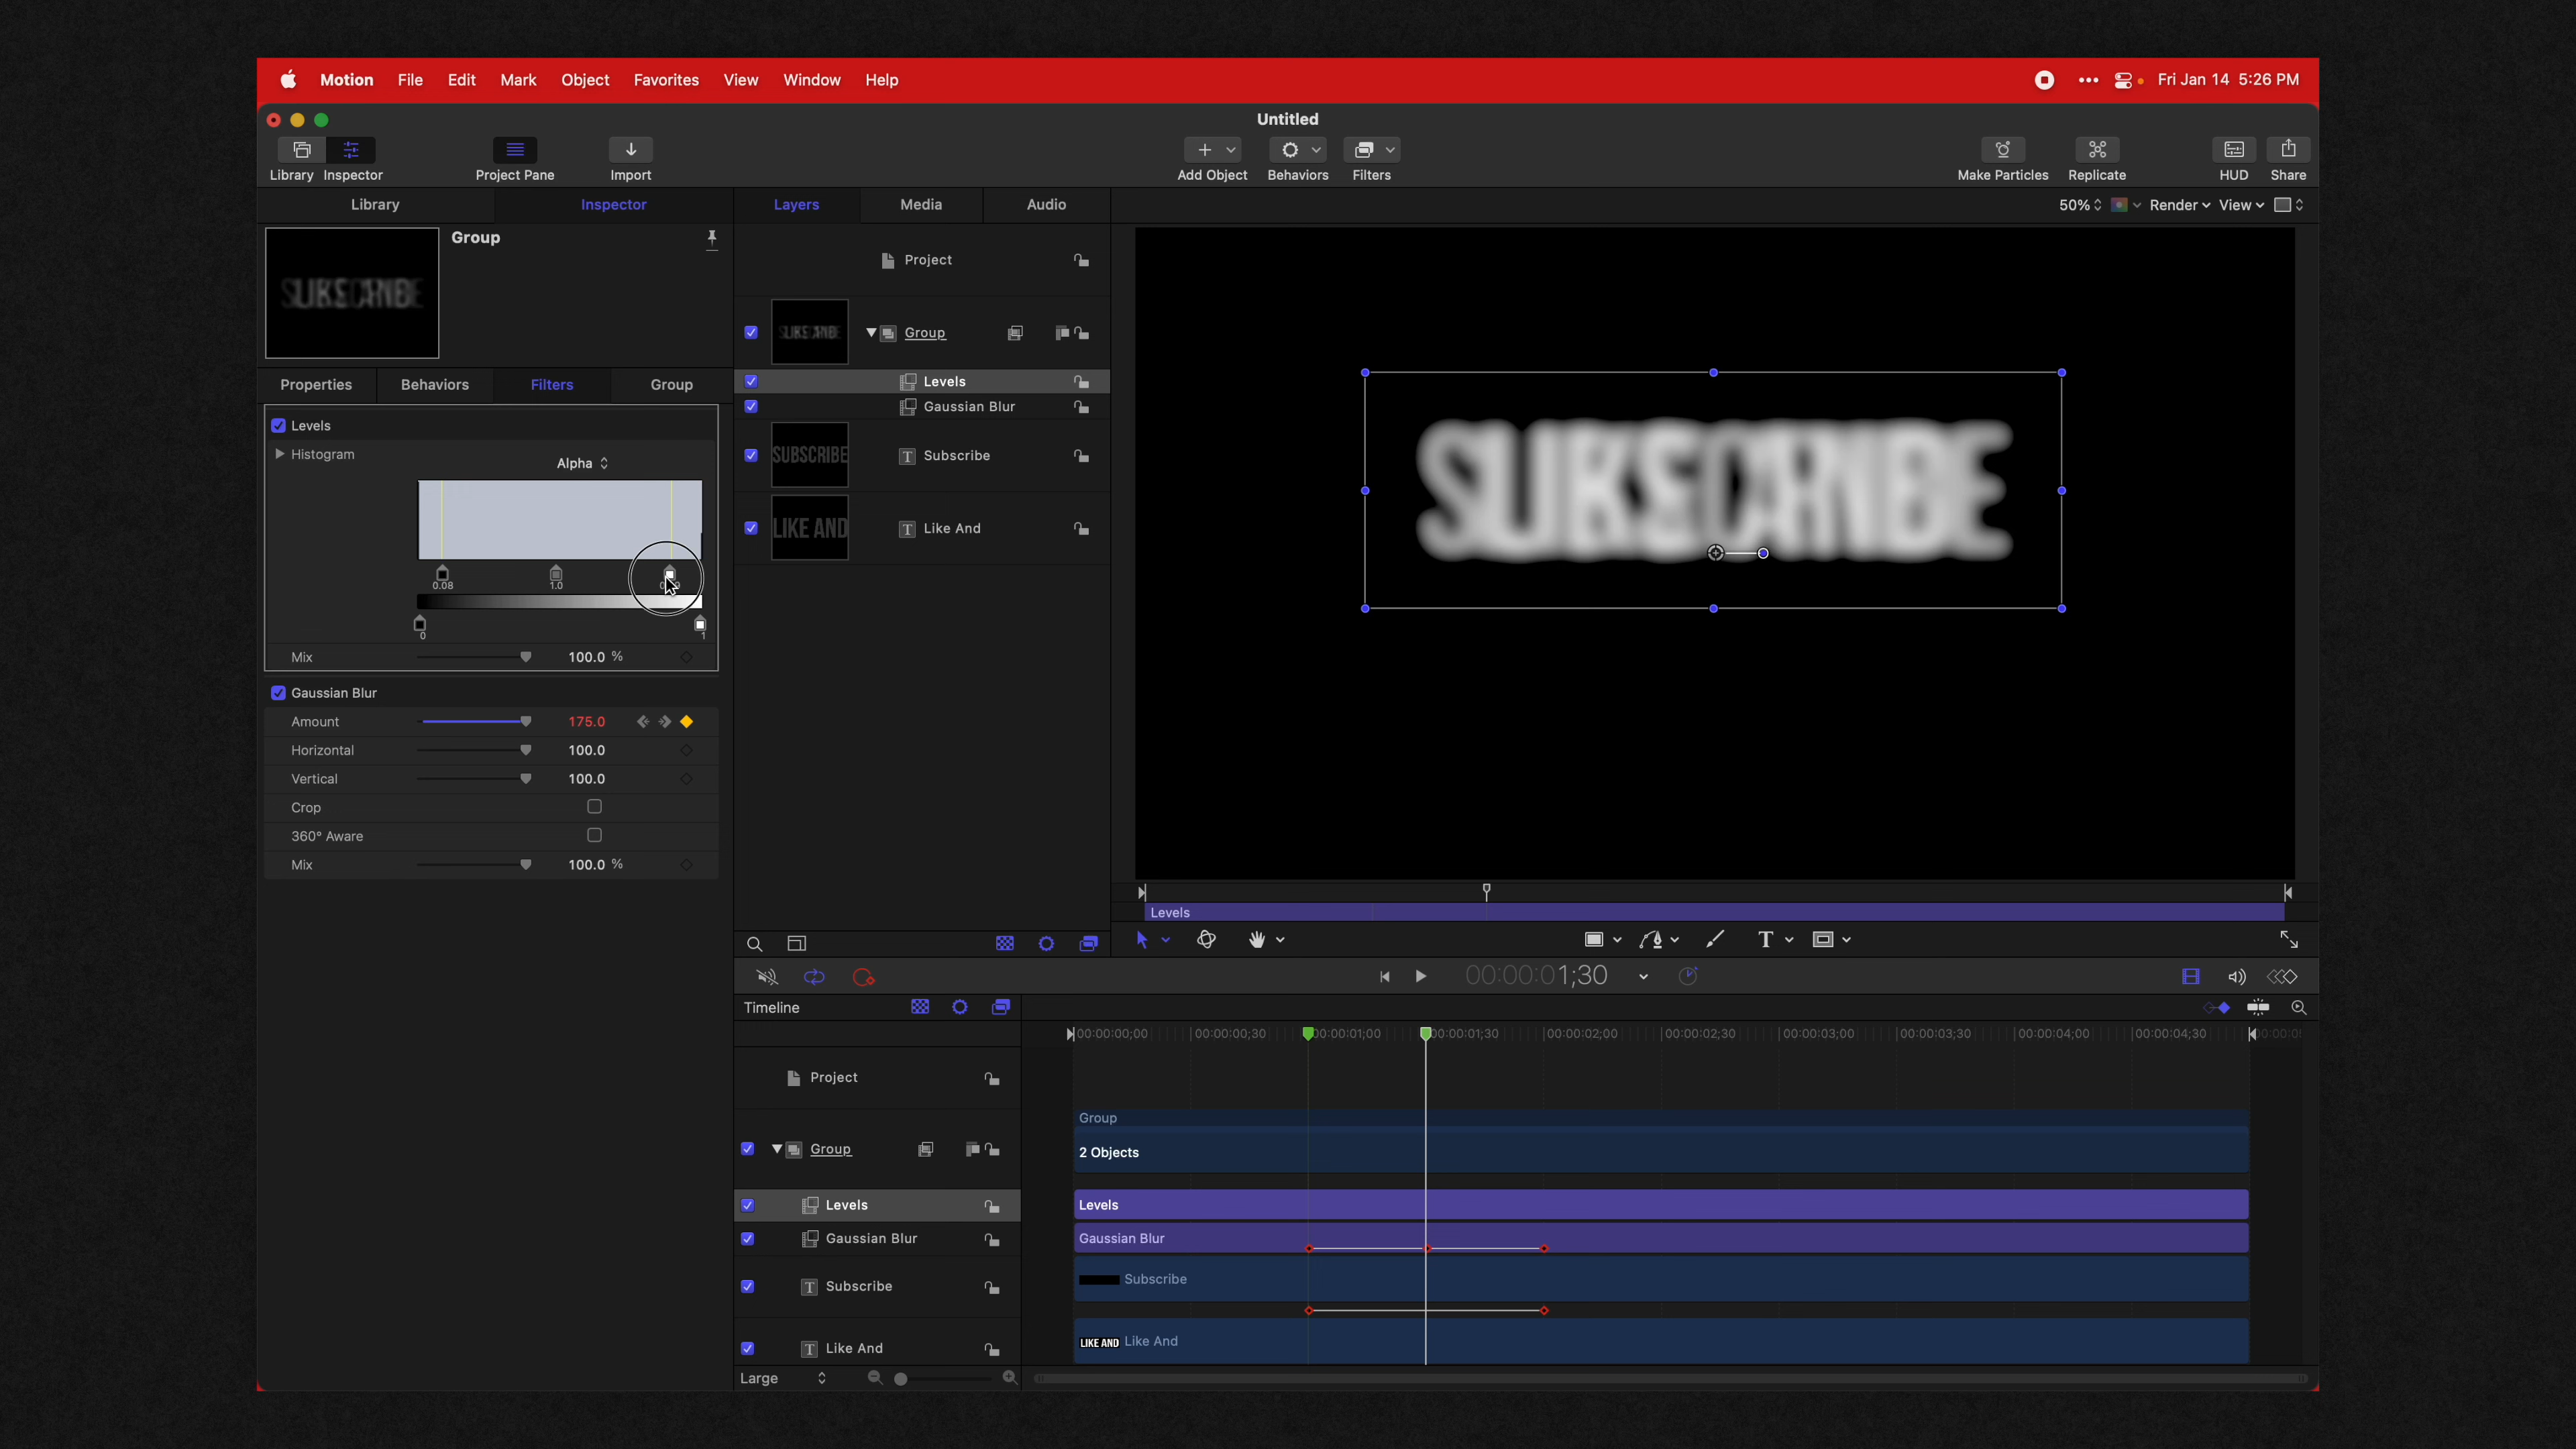 Motion File Edit Mark Object Favorites View Window Help
Fri Jan 14 5:26 PM
Untitled
Library Inspector Project Pane Import Add Object Behaviors Filters Make Particles Replicate HUD Share
Library Inspector
Layers Media Audio
50% Render View
Group
Project
Group
Levels
Gaussian Blur
SUBSCRIBE Subscribe
LIKE AND Like And
Properties Behaviors Filters Group
Levels
Histogram
Alpha
0.08 1.0
0 1
Mix 100.0 %
Gaussian Blur
Amount 175.0
Horizontal 100.0
Vertical 100.0
Crop
360° Aware
Mix 100.0 %
Levels
00:00:01;30
Timeline
00:00:00;00 00:00:00;30 00:00:01;00 00:00:01;30 00:00:02;00 00:00:02;30 00:00:03;00 00:00:03;30 00:00:04;00 00:00:04;30
Project
Group
Group
2 Objects
Levels Levels
Gaussian Blur Gaussian Blur
Subscribe Subscribe
Like And LIKE AND Like And
Large